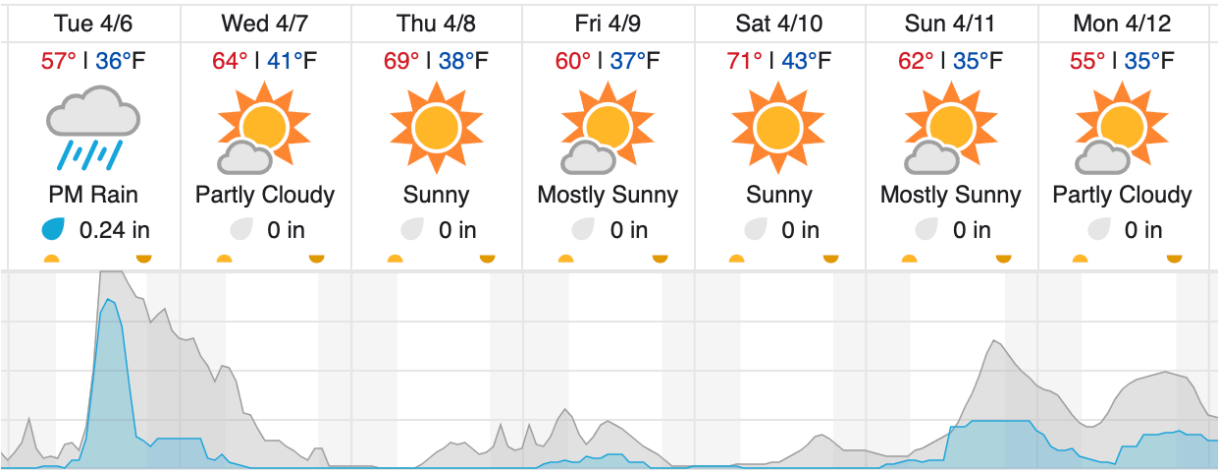 Tue 4/6 Wed 4/7 Thu 4/8 Fri 4/9 Sat 4/10 Sun 4/11 Mon 4/12
57° | 36°F 64° | 41°F 69° | 38°F 60° | 37°F 71° | 43°F 62° | 35°F 55° | 35°F
PM Rain Partly Cloudy Sunny Mostly Sunny Sunny Mostly Sunny Partly Cloudy
0.24 in 0 in 0 in 0 in 0 in 0 in 0 in